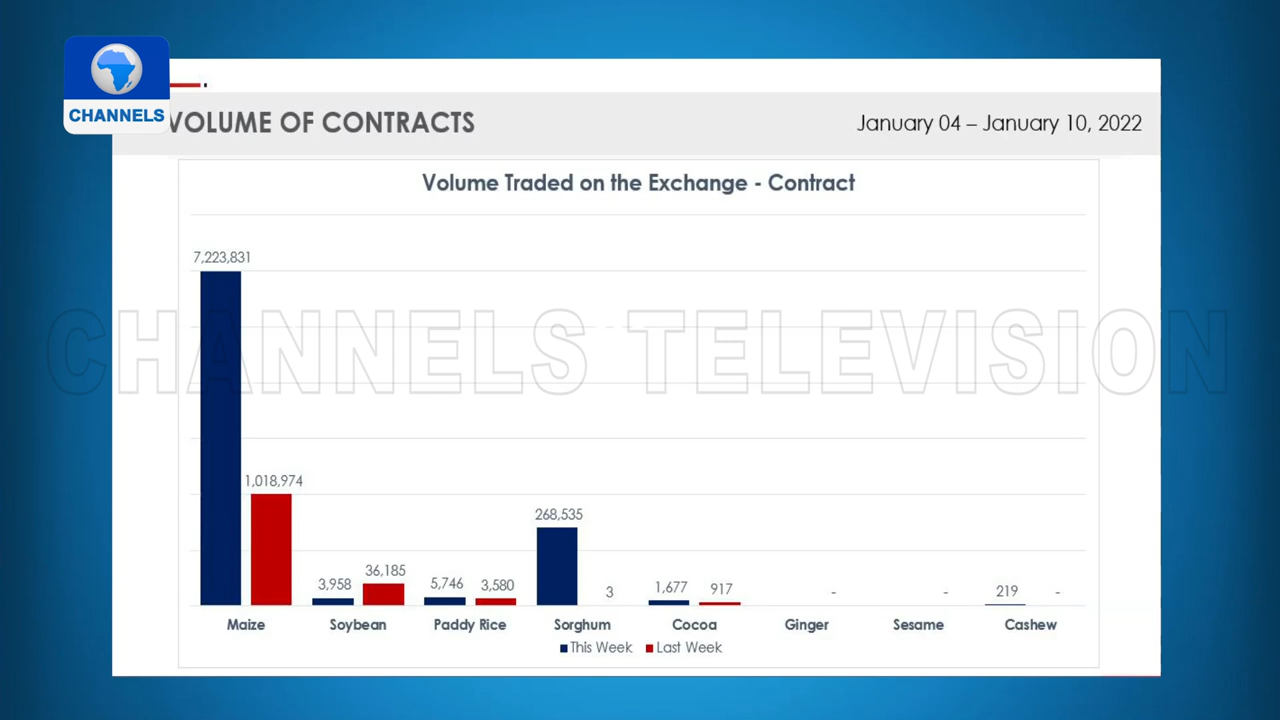 CHANNELS
VOLUME OF CONTRACTS
January 04 – January 10, 2022
Volume Traded on the Exchange - Contract
7,223,831
1,018,974
3,958
36,185
5,746
3,580
268,535
3
1,677
917
-
-
219
-
CHANNELS TELEVISION
Maize Soybean Paddy Rice Sorghum Cocoa Ginger Sesame Cashew
This Week Last Week